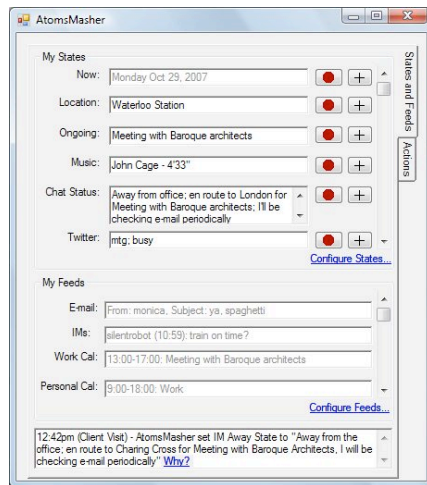 AtomsMasher
My States
Now: Monday Oct 29, 2007
Location: Waterloo Station
Ongoing: Meeting with Baroque architects
Music: John Cage - 4'33"
Chat Status: Away from office; en route to London for
Meeting with Baroque architects; I'll be
checking e-mail periodically
Twitter: mtg; busy
Configure States...
States and Feeds
Actions
My Feeds
E-mail: From: monica, Subject: ya, spaghetti
IMs: silentrobot (10:59): train on time?
Work Cal: 13:00-17:00: Meeting with Baroque architects
Personal Cal: 9:00-18:00: Work
Configure Feeds...
12:42pm (Client Visit) - AtomsMasher set IM Away State to "Away from the
office; en route to Charing Cross for Meeting with Baroque Architects, I will be
checking e-mail periodically" Why?